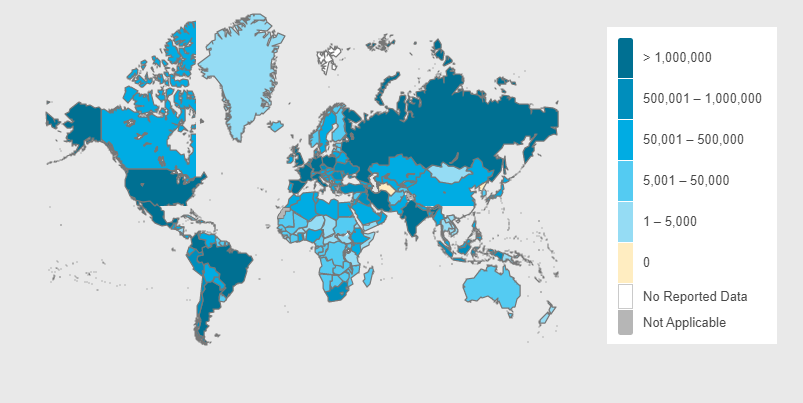 > 1,000,000
500,001 – 1,000,000
50,001 – 500,000
5,001 – 50,000
1 – 5,000
0
No Reported Data
Not Applicable